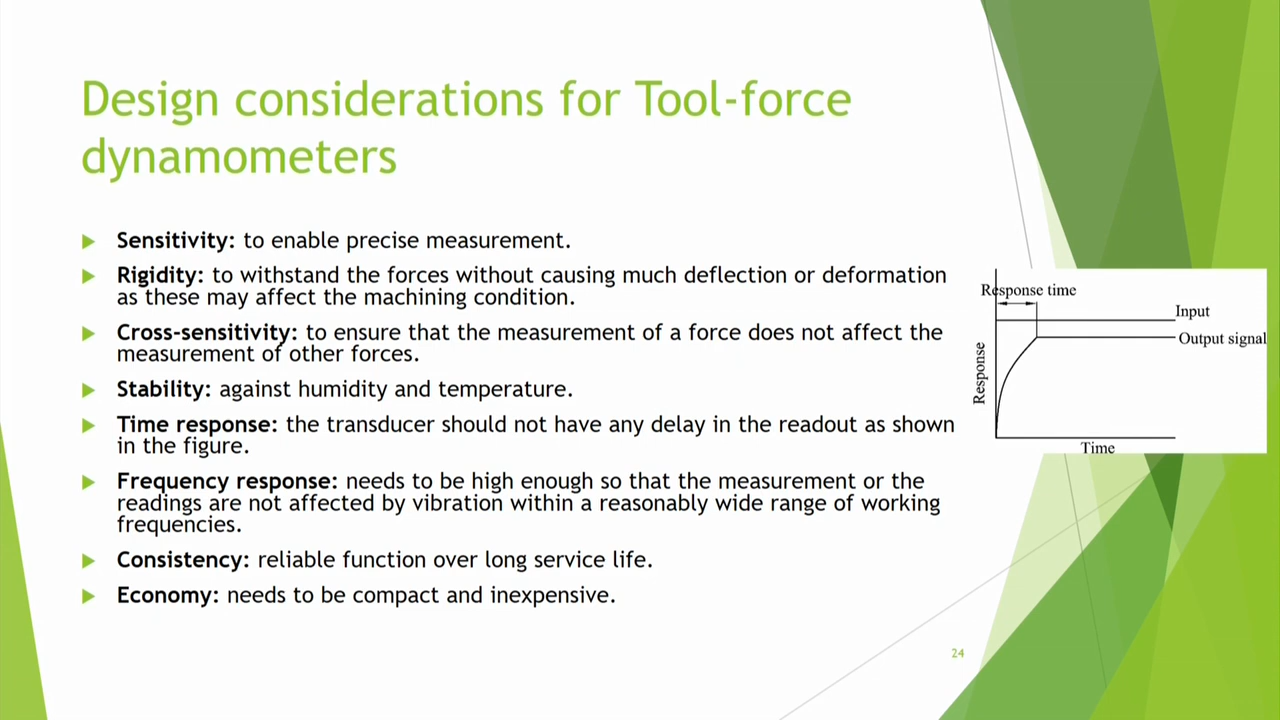 Design considerations for Tool-force
dynamometers
Sensitivity: to enable precise measurement.
Rigidity: to withstand the forces without causing much deflection or deformation
as these may affect the machining condition.
Cross-sensitivity: to ensure that the measurement of a force does not affect the
measurement of other forces.
Stability: against humidity and temperature.
Time response: the transducer should not have any delay in the readout as shown
in the figure.
Frequency response: needs to be high enough so that the measurement or the
readings are not affected by vibration within a reasonably wide range of working
frequencies.
Consistency: reliable function over long service life.
Economy: needs to be compact and inexpensive.
Response time
Input
Output signal
Response
Time
24